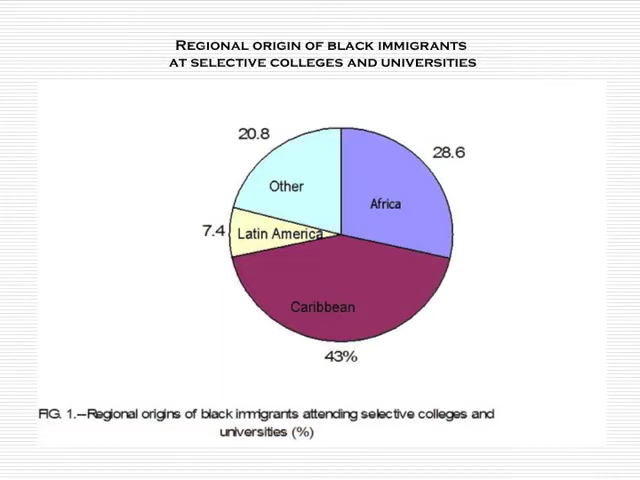 REGIONAL ORIGIN OF BLACK IMMIGRANTS
AT SELECTIVE COLLEGES AND UNIVERSITIES
20.8
28.6
Other
Africa
7.4
Latin America
Caribbean
43%
FIG. 1.--Regional origins of black immigrants attending selective colleges and
universities (%)